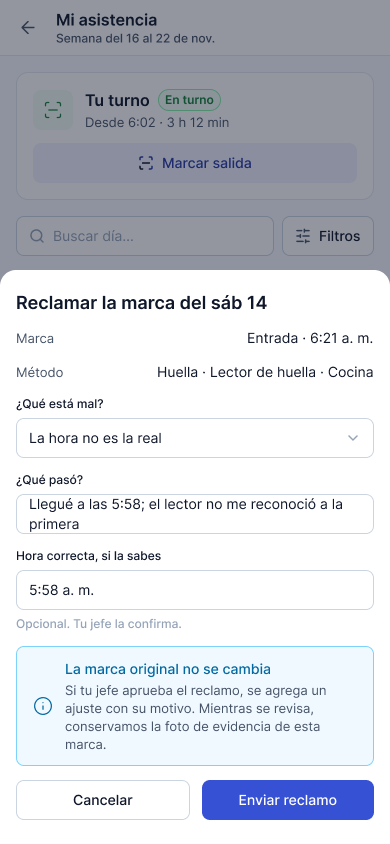 Mi asistencia
Semana del 16 al 22 de nov.
Tu turno
En turno
Desde 6:02 · 3 h 12 min
Marcar salida
Buscar día...
Filtros
Reclamar la marca del sáb 14
Marca
Entrada · 6:21 a. m.
Método
Huella · Lector de huella · Cocina
¿Qué está mal?
La hora no es la real
¿Qué pasó?
Llegué a las 5:58; el lector no me reconoció a la
primera
Hora correcta, si la sabes
5:58 a. m.
Opcional. Tu jefe la confirma.
La marca original no se cambia
Si tu jefe aprueba el reclamo, se agrega un
ajuste con su motivo. Mientras se revisa,
conservamos la foto de evidencia de esta
marca.
Cancelar
Enviar reclamo